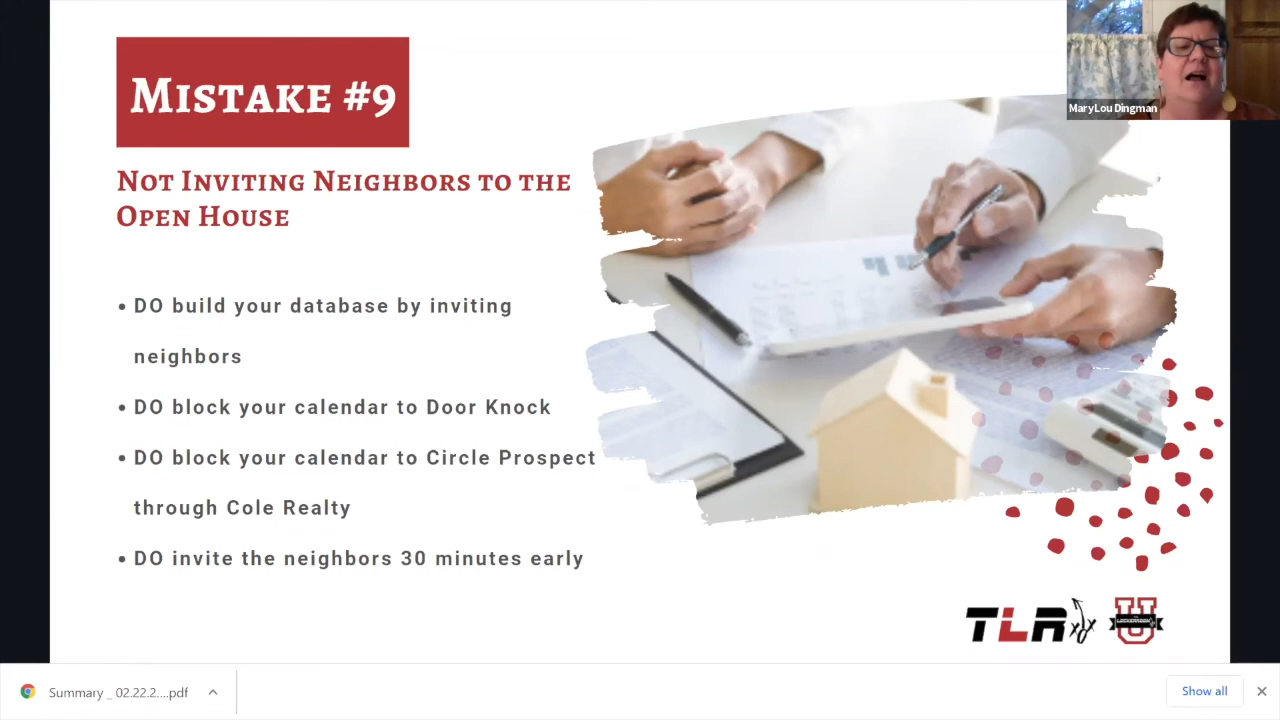 Mistake #9
MaryLou Dingman
Not Inviting Neighbors to the
Open House
• DO build your database by inviting
neighbors
• DO block your calendar to Door Knock
• DO block your calendar to Circle Prospect
through Cole Realty
• DO invite the neighbors 30 minutes early
TLR
U
Summary _ 02.22.2....pdf
Show all